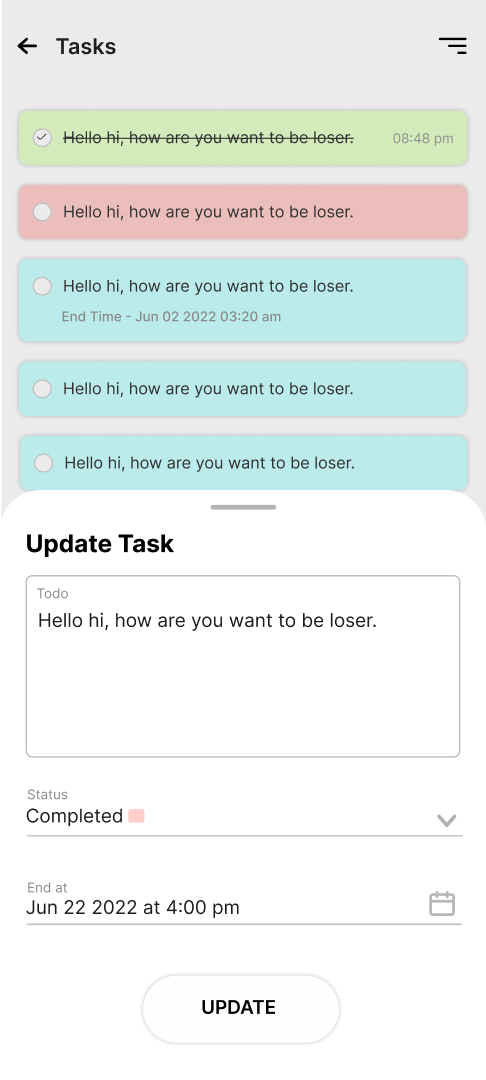 Tasks
Hello hi, how are you want to be loser. 08:48 pm
Hello hi, how are you want to be loser.
Hello hi, how are you want to be loser.
End Time - Jun 02 2022 03:20 am
Hello hi, how are you want to be loser.
Hello hi, how are you want to be loser.
Update Task
Todo
Hello hi, how are you want to be loser.
Status
Completed
End at
Jun 22 2022 at 4:00 pm
UPDATE